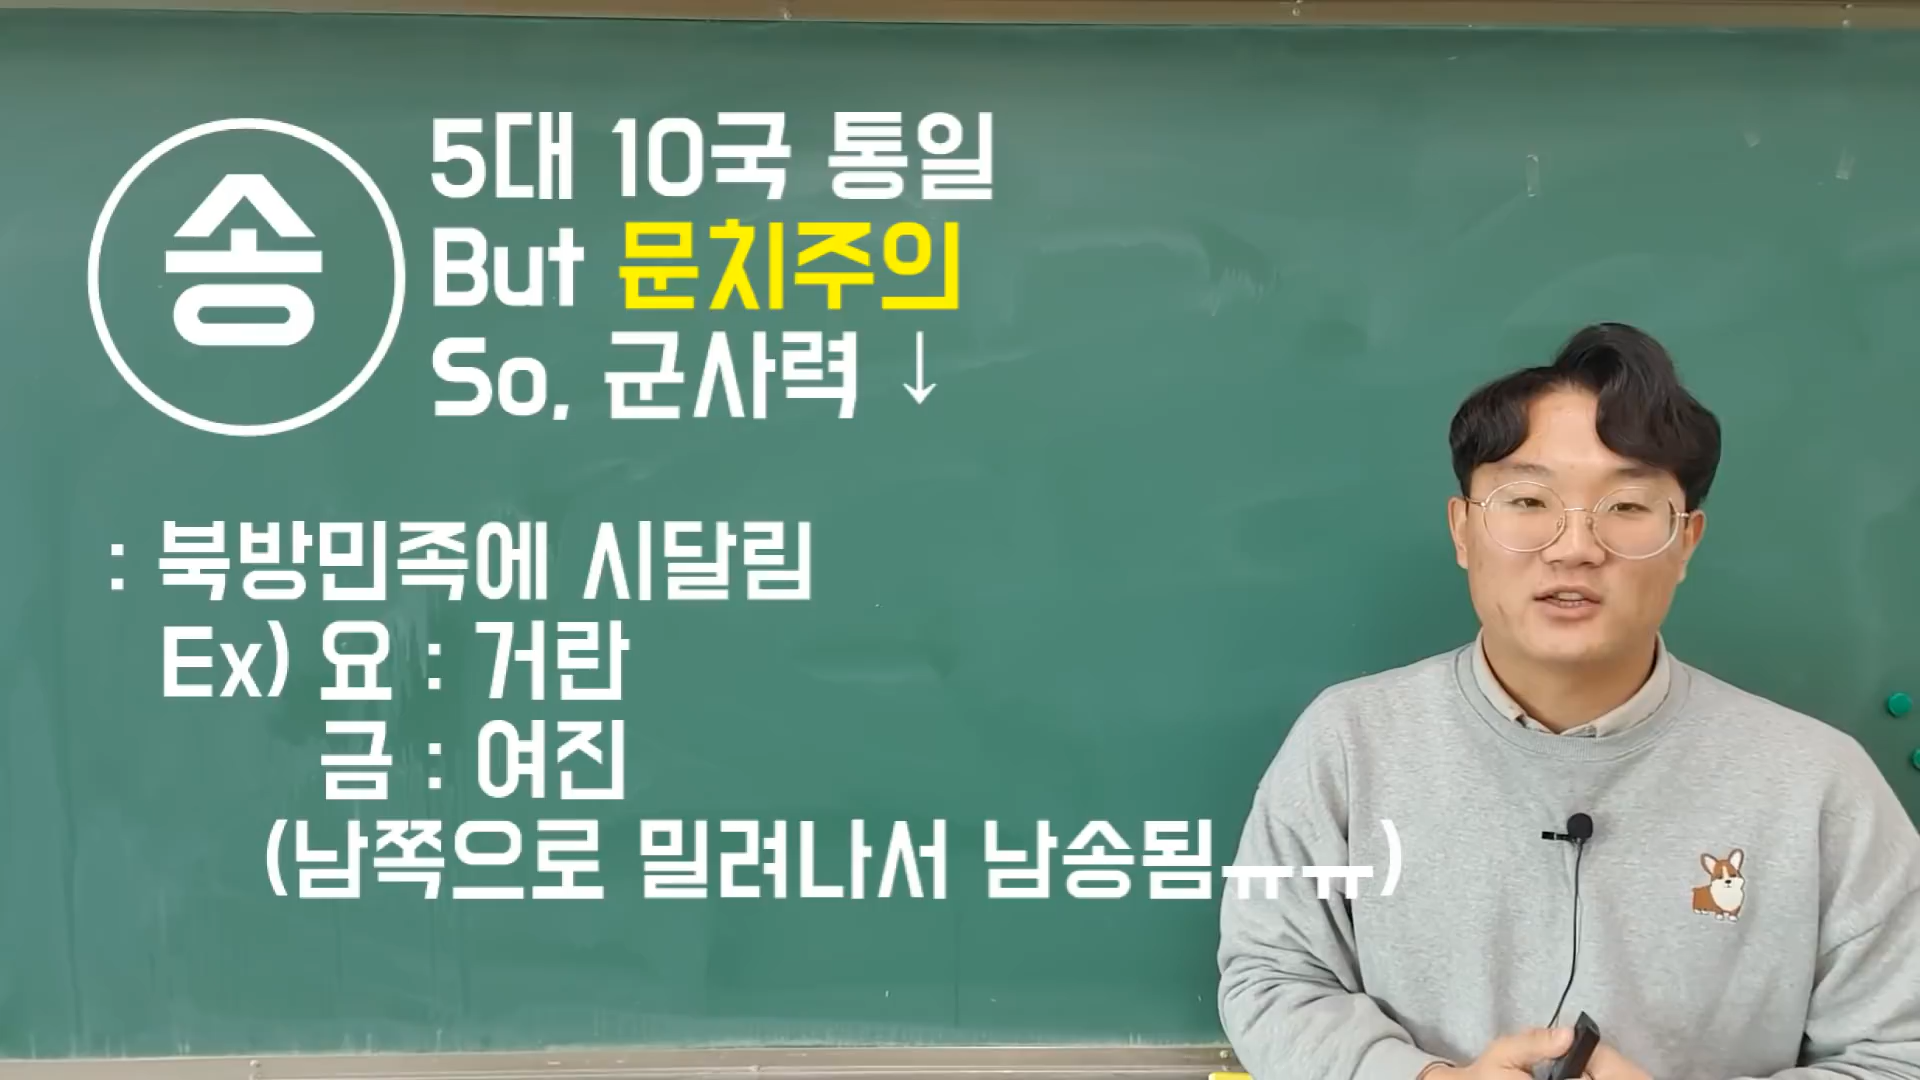 송
5대 10국 통일
But 문치주의
So, 군사력 ↓
: 북방민족에 시달림
Ex) 요 : 거란
금 : 여진
(남쪽으로 밀려나서 남송됨ㅠㅠ)